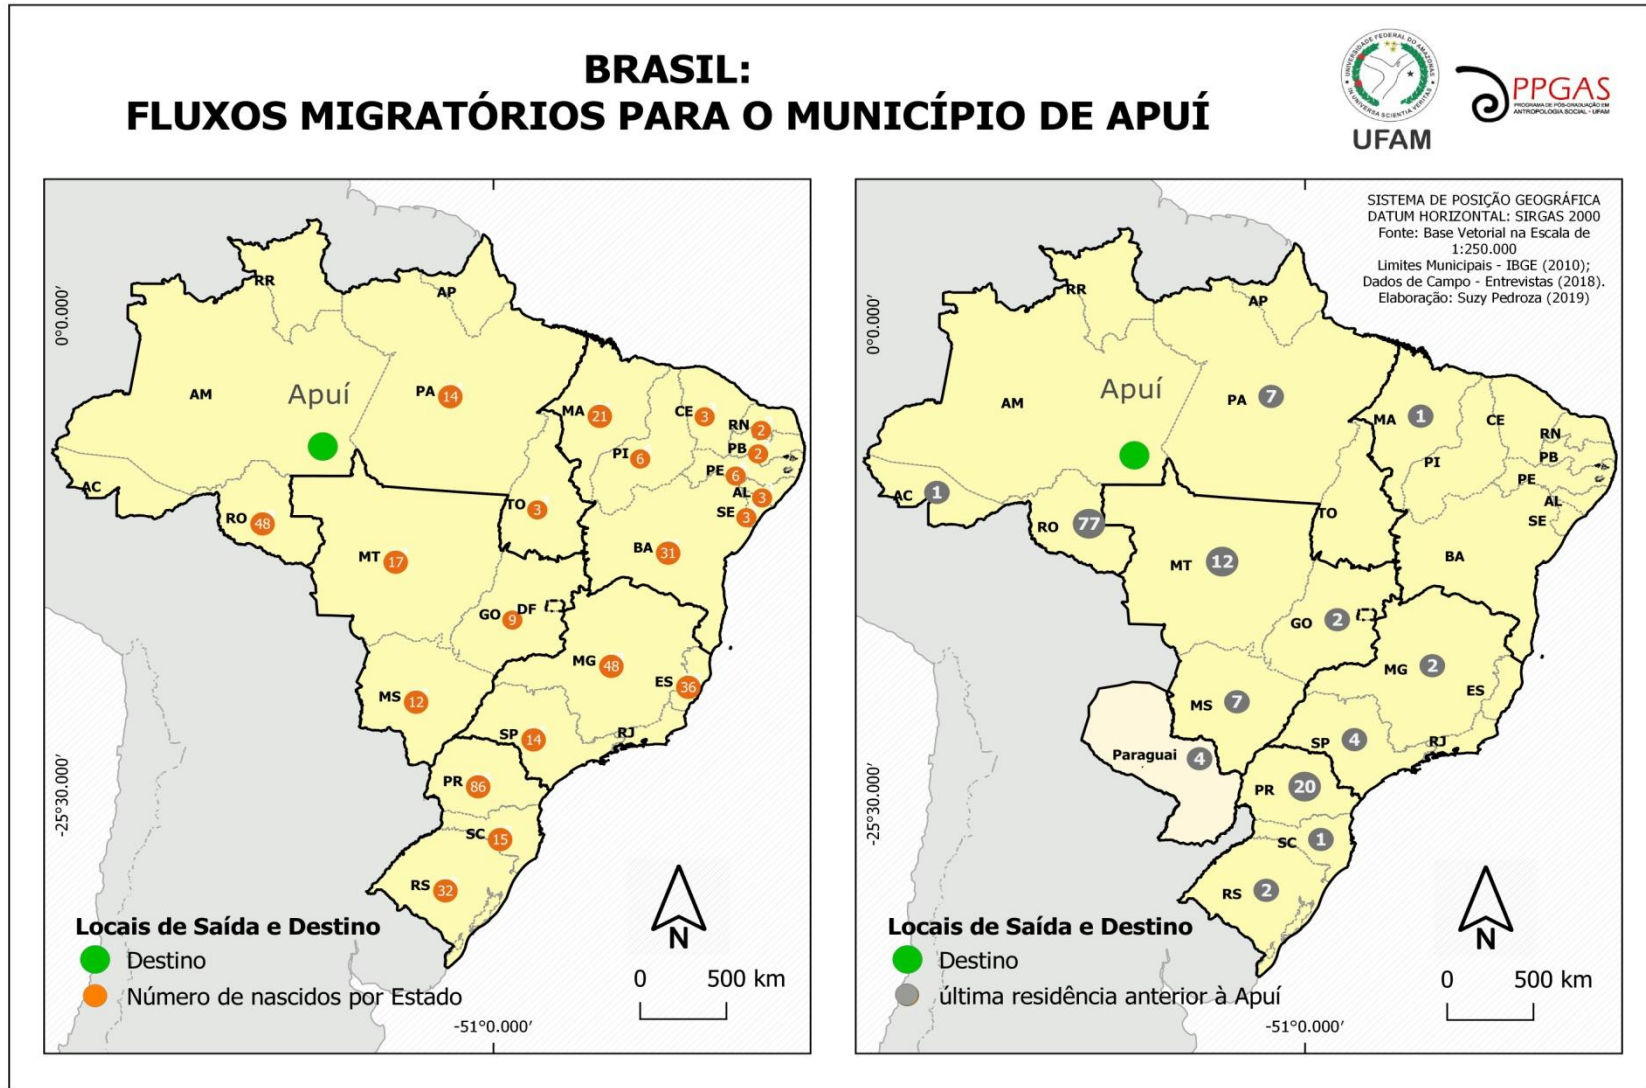 BRASIL:
FLUXOS MIGRATÓRIOS PARA O MUNICÍPIO DE APUÍ
UNIVERSIDADE FEDERAL DO AMAZONAS
IN UNIVERSA SCIENTIA VERITAS
UFAM
PPGAS
PROGRAMA DE PÓS-GRADUAÇÃO EM
ANTROPOLOGIA SOCIAL - UFAM
0°0.000'
-25°30.000'
-51°0.000'
RR
AP
AM
Apuí
PA 14
MA 21
CE 3
RN 2
PB 2
PI 6
PE 6
AL 3
SE 3
AC
RO 48
TO 3
BA 31
MT 17
GO 9
DF
MG 48
ES 36
MS 12
SP 14
RJ
PR 86
SC 15
RS 32
Locais de Saída e Destino
Destino
Número de nascidos por Estado
N
0 500 km
SISTEMA DE POSIÇÃO GEOGRÁFICA
DATUM HORIZONTAL: SIRGAS 2000
Fonte: Base Vetorial na Escala de
1:250.000
Limites Municipais - IBGE (2010);
Dados de Campo - Entrevistas (2018).
Elaboração: Suzy Pedroza (2019)
0°0.000'
-25°30.000'
-51°0.000'
RR
AP
AM
Apuí
PA 7
MA 1
CE
RN
PB
PI
PE
AL
SE
AC 1
RO 77
TO
BA
MT 12
GO 2
MG 2
ES
MS 7
SP 4
RJ
Paraguai 4
PR 20
SC 1
RS 2
Locais de Saída e Destino
Destino
última residência anterior à Apuí
N
0 500 km